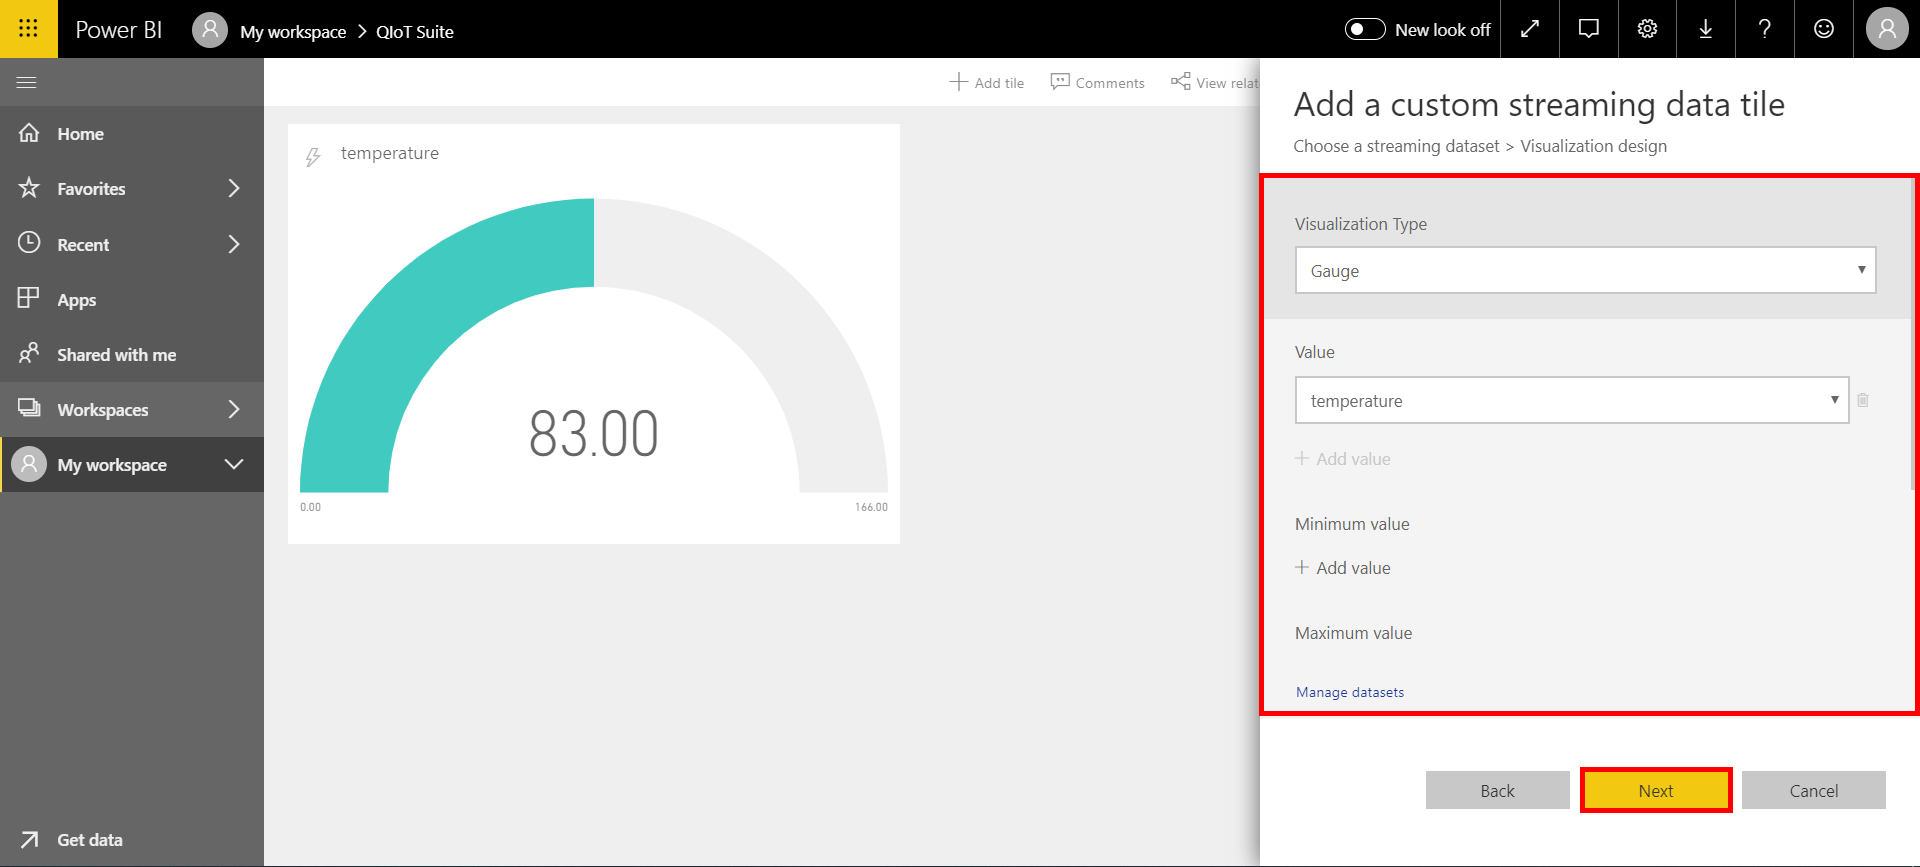 Power BI
My workspace > QIoT Suite
New look off
Home
Favorites
Recent
Apps
Shared with me
Workspaces
My workspace
Get data
Add tile
Comments
View relat
temperature
83.00
0.00
166.00
Add a custom streaming data tile
Choose a streaming dataset > Visualization design
Visualization Type
Gauge
Value
temperature
+ Add value
Minimum value
+ Add value
Maximum value
Manage datasets
Back
Next
Cancel